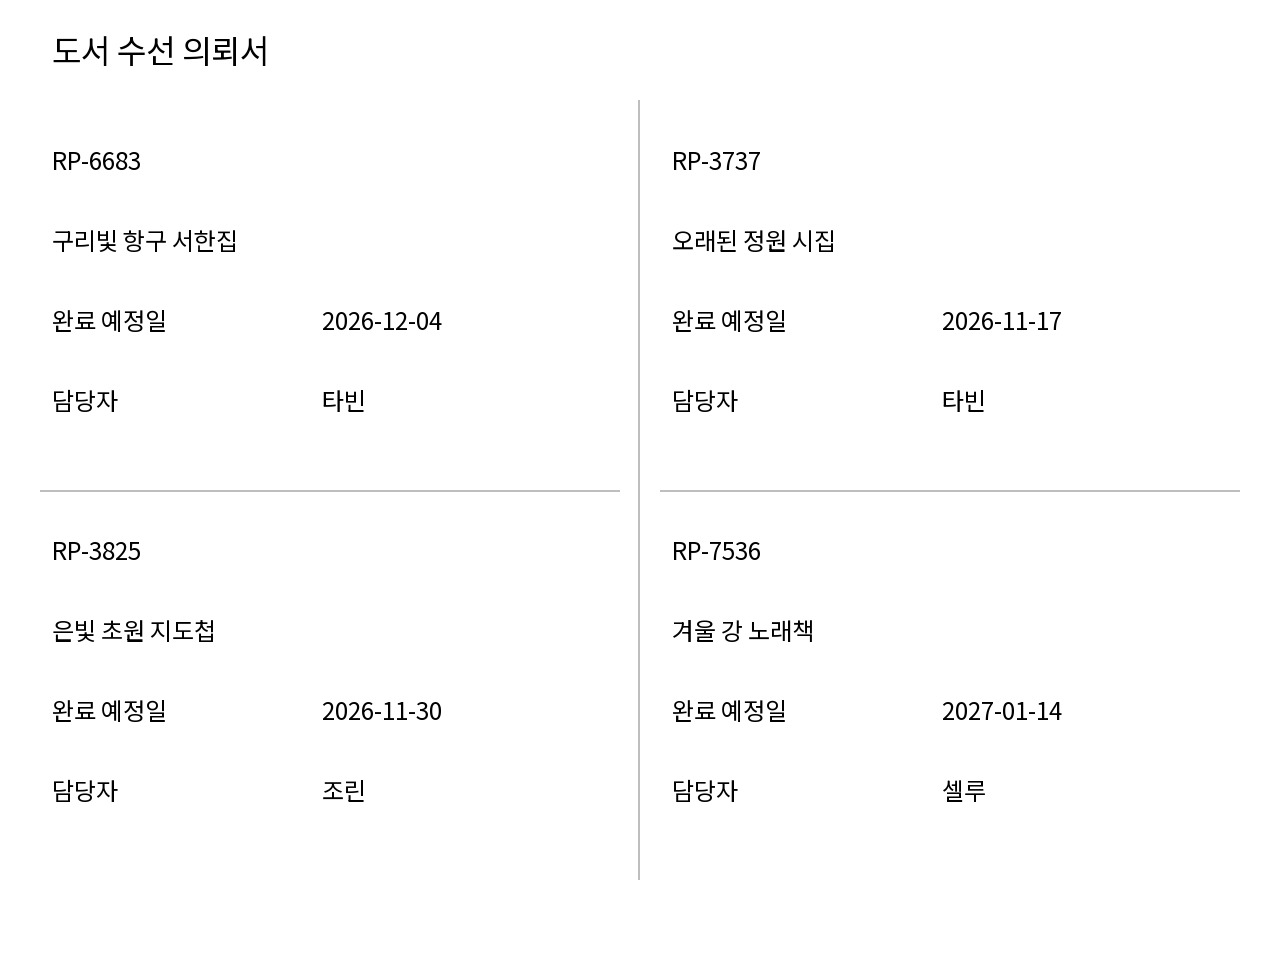 도서 수선 의뢰서
RP-6683
구리빛 항구 서한집
완료 예정일 2026-12-04
담당자 타빈
RP-3737
오래된 정원 시집
완료 예정일 2026-11-17
담당자 타빈
RP-3825
은빛 초원 지도첩
완료 예정일 2026-11-30
담당자 조린
RP-7536
겨울 강 노래책
완료 예정일 2027-01-14
담당자 셀루